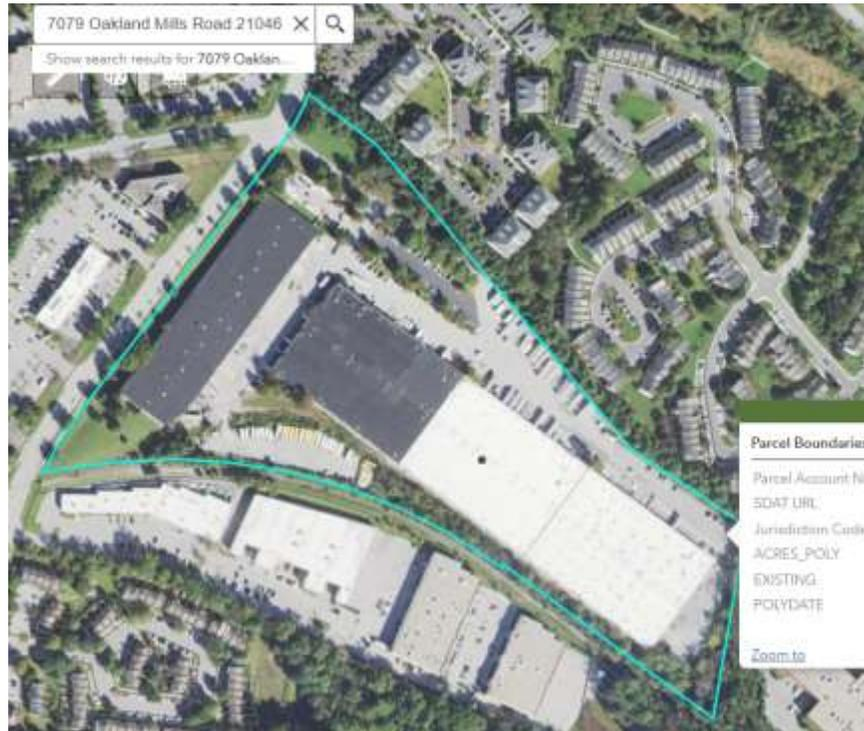 7079 Oakland Mills Road 21046
Show search results for 7079 Oaklan...
Parcel Boundaries
Parcel Account N
SDAT URL
Jurisdiction Code
ACRES_POLY
EXISTING
POLYDATE
Zoom to